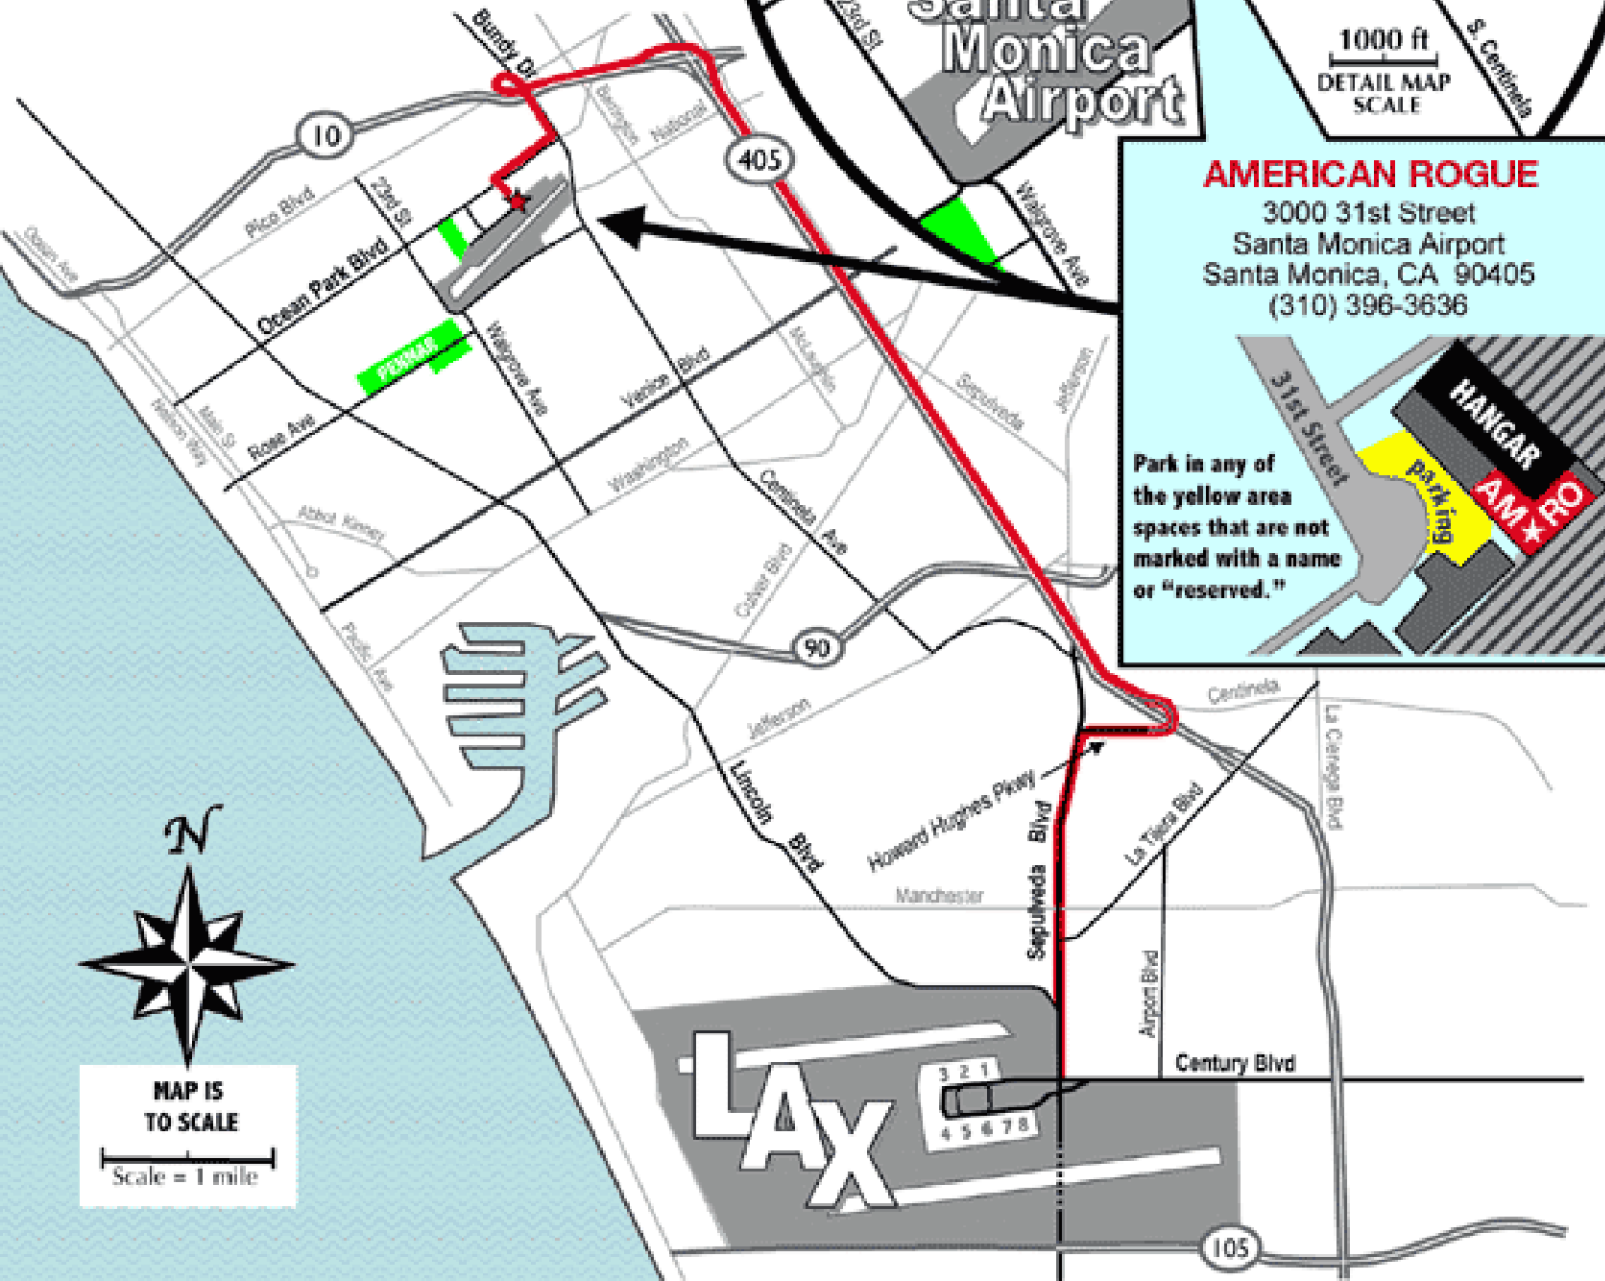 Santa
Monica
Airport
23rd St
Walgrove Ave
S. Centinela
1000 ft
DETAIL MAP
SCALE
AMERICAN ROGUE
3000 31st Street
Santa Monica Airport
Santa Monica, CA 90405
(310) 396-3636
31st Street
HANGAR
parking
AM RO
Park in any of
the yellow area
spaces that are not
marked with a name
or “reserved.”
Bundy Dr
10
405
Barrington
National
Pico Blvd
23rd St
Ocean Ave
Ocean Park Blvd
PENMAR
Walgrove Ave
Rose Ave
Main St
Neilson Way
Venice Blvd
McLaughlin
Sepulveda
Jefferson
Washington
Abbot Kinney
Centinela Ave
Culver Blvd
Pacific Ave
90
Jefferson
Centinela
La Cienega Blvd
Lincoln Blvd
Howard Hughes Pkwy
La Tijera Blvd
Sepulveda Blvd
Manchester
Airport Blvd
Century Blvd
LAX
3 2 1
4 5 6 7 8
105
N
MAP IS
TO SCALE
Scale = 1 mile